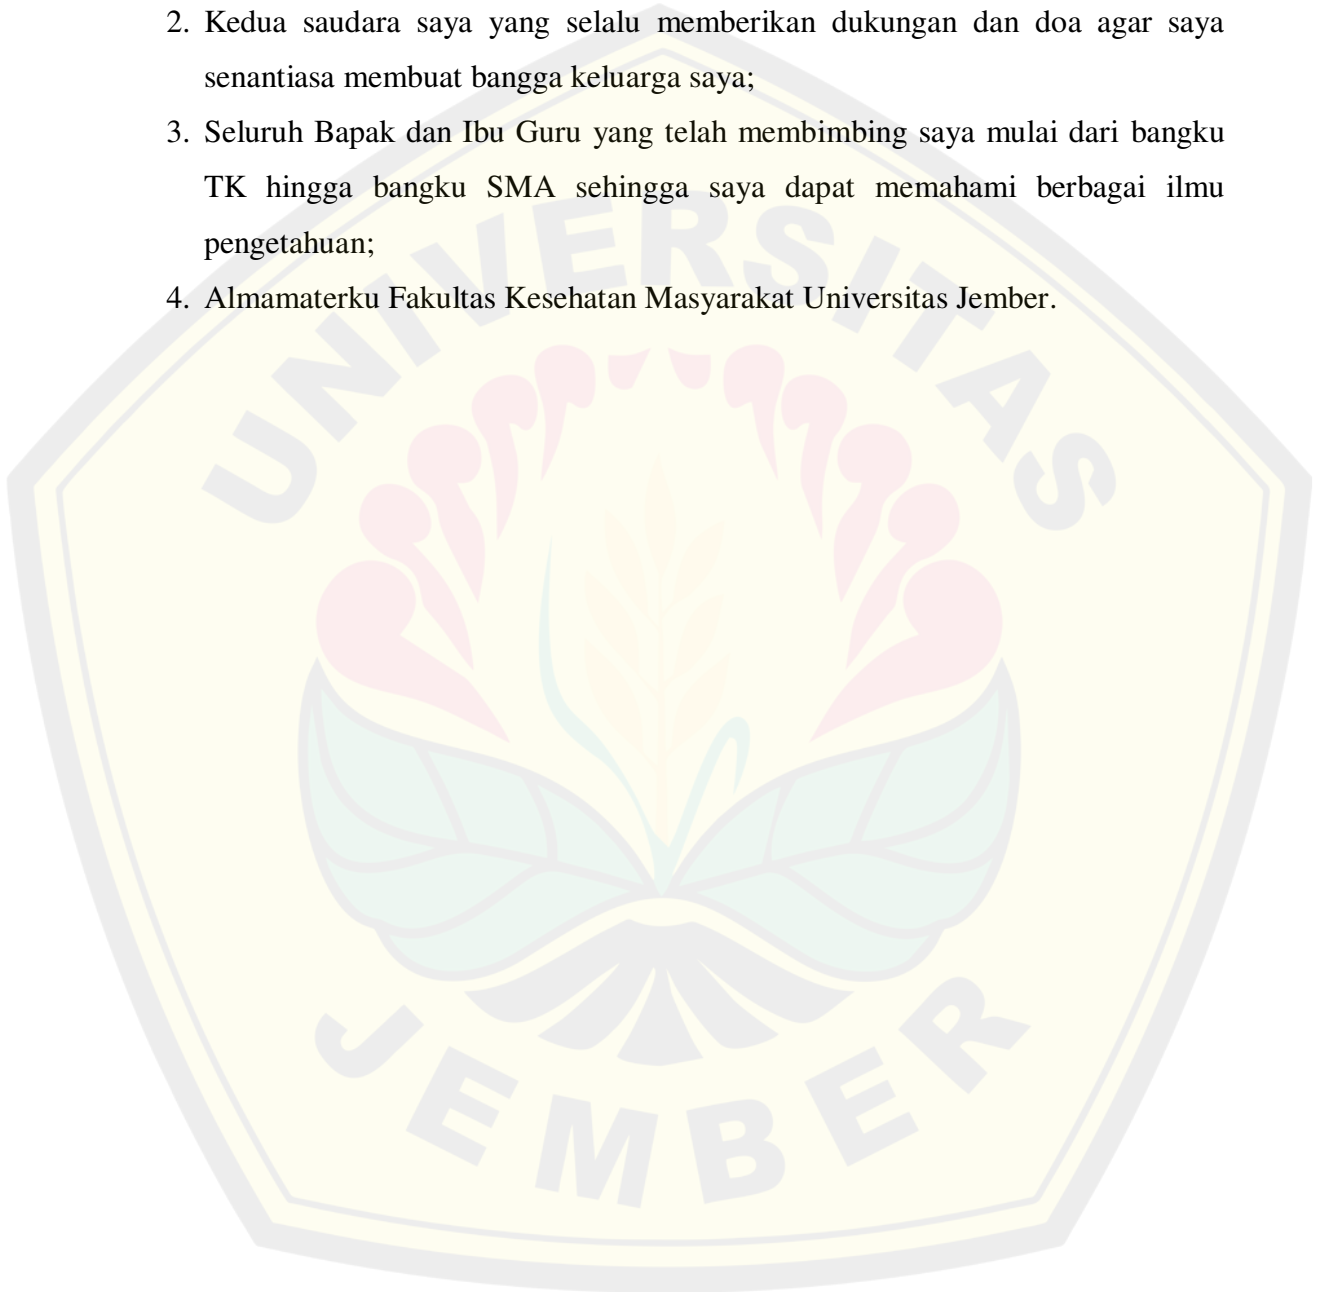 2. Kedua saudara saya yang selalu memberikan dukungan dan doa agar saya
senantiasa membuat bangga keluarga saya;
3. Seluruh Bapak dan Ibu Guru yang telah membimbing saya mulai dari bangku
TK hingga bangku SMA sehingga saya dapat memahami berbagai ilmu
pengetahuan;
4. Almamaterku Fakultas Kesehatan Masyarakat Universitas Jember.
UNIVERSITAS
JEMBER